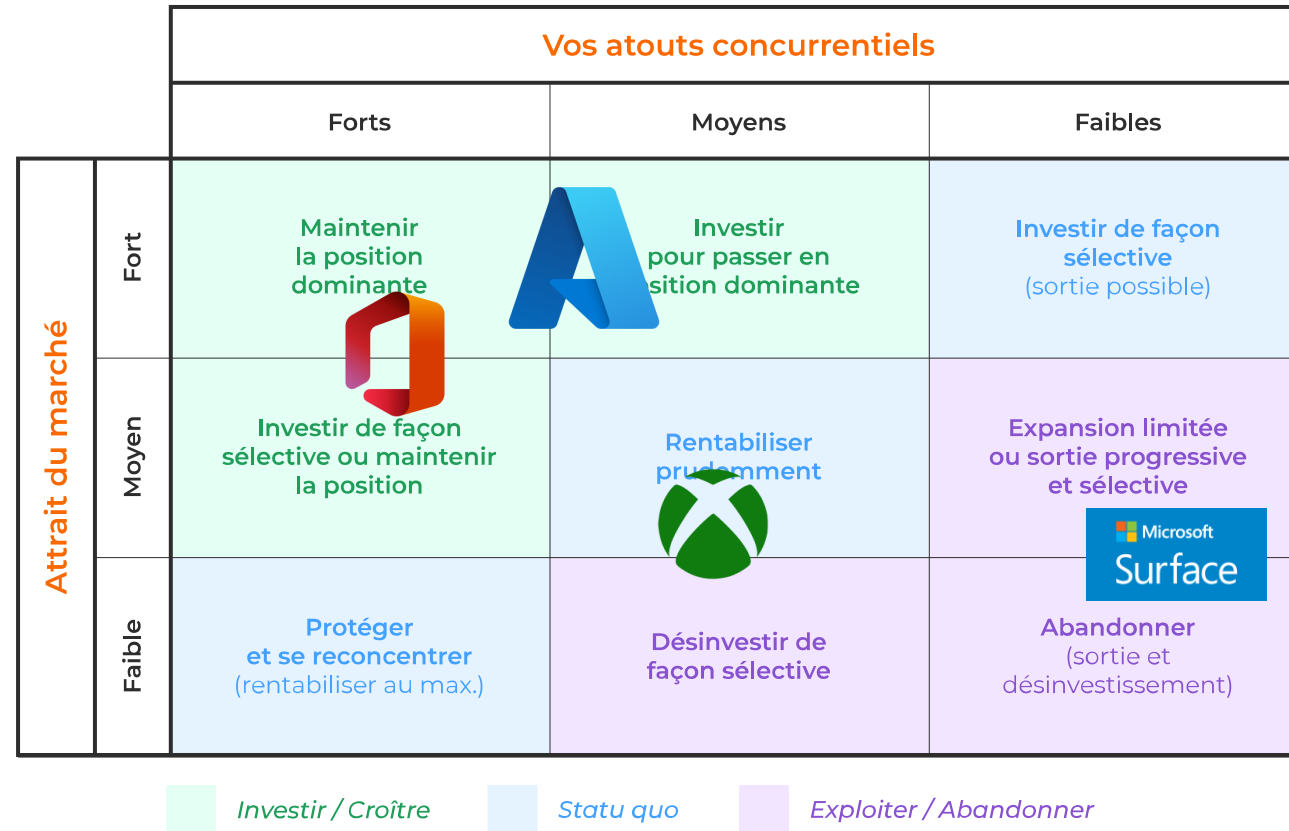 Vos atouts concurrentiels
Forts
Moyens
Faibles
Attrait du marché
Fort
Maintenir
la position
dominante
Investir
pour passer en
sition dominante
Investir de façon
sélective
(sortie possible)
Moyen
Investir de façon
sélective ou maintenir
la position
Rentabiliser
prudemment
Expansion limitée
ou sortie progressive
et sélective
Microsoft
Surface
Faible
Protéger
et se reconcentrer
(rentabiliser au max.)
Désinvestir de
façon sélective
Abandonner
(sortie et
désinvestissement)
Investir / Croître
Statu quo
Exploiter / Abandonner